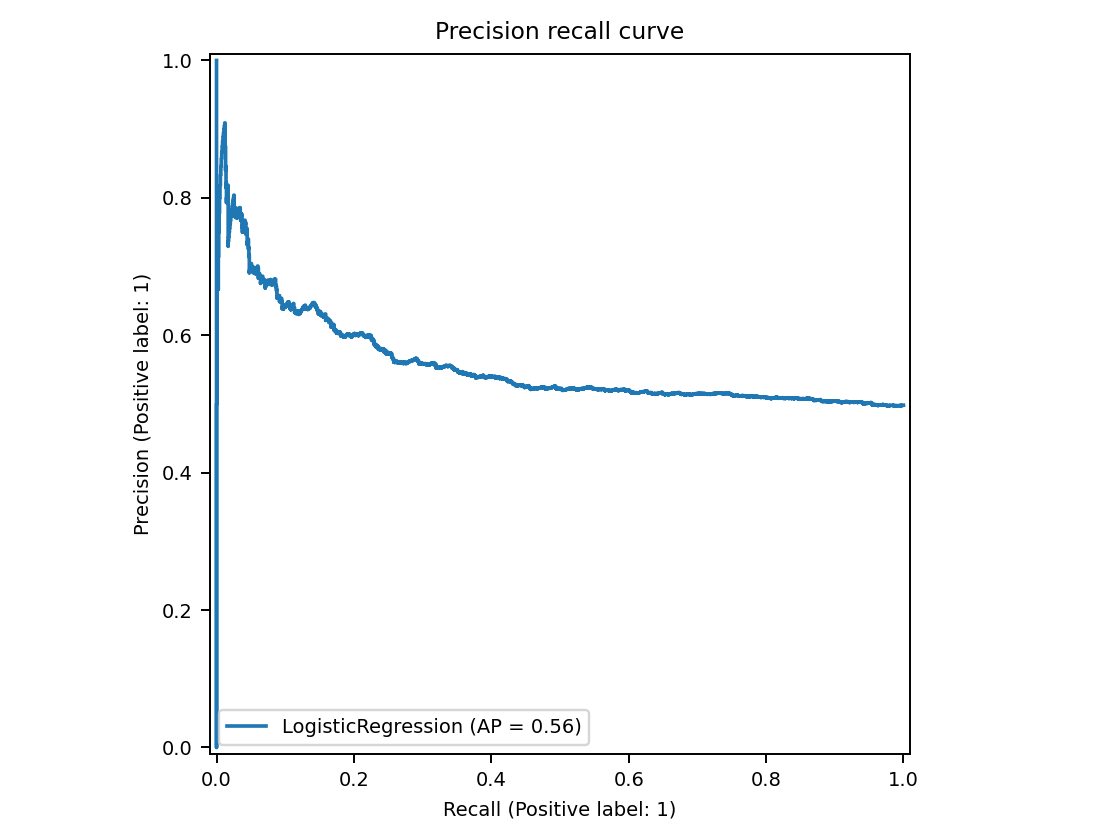 Precision recall curve
1.0
0.8
0.6
0.4
0.2
0.0
Precision (Positive label: 1)
LogisticRegression (AP = 0.56)
0.0 0.2 0.4 0.6 0.8 1.0
Recall (Positive label: 1)